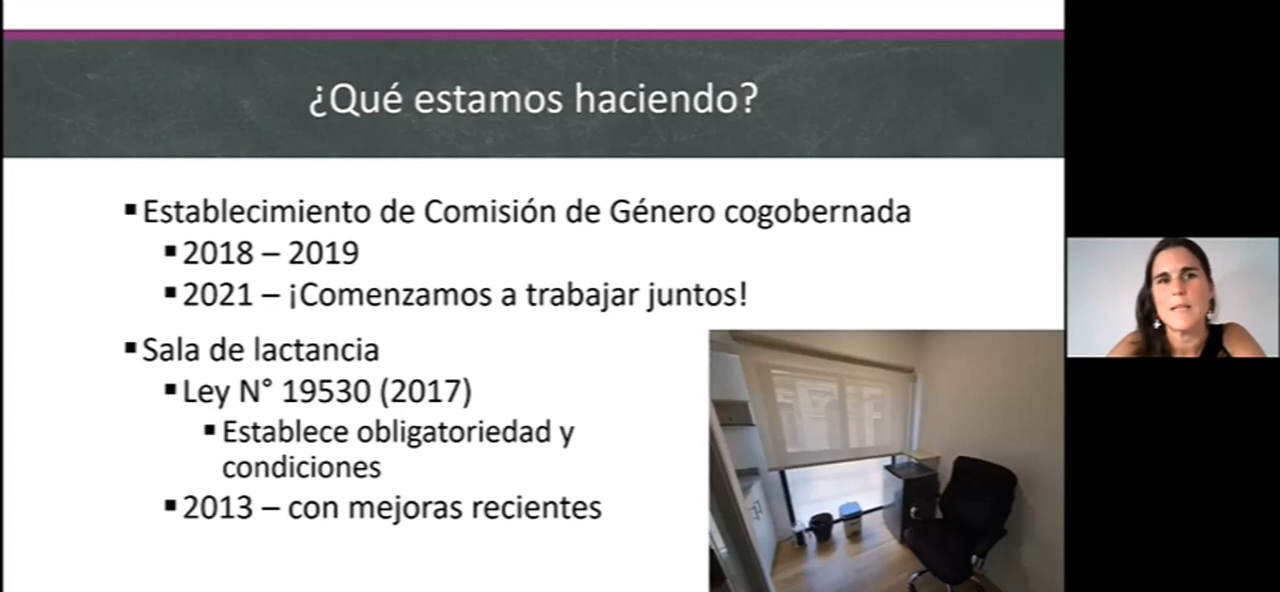 ¿Qué estamos haciendo?
▪Establecimiento de Comisión de Género cogobernada
▪2018 – 2019
▪2021 – ¡Comenzamos a trabajar juntos!
▪Sala de lactancia
▪Ley N° 19530 (2017)
▪Establece obligatoriedad y
condiciones
▪2013 – con mejoras recientes